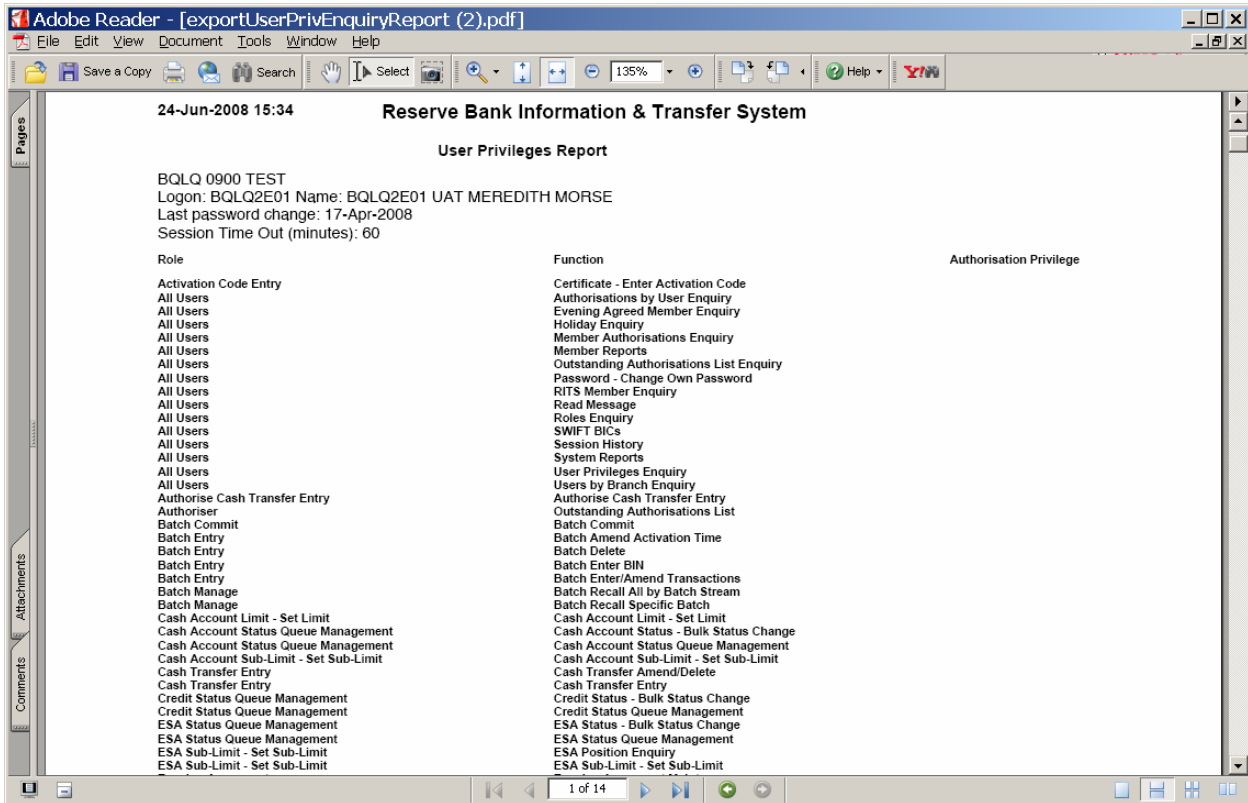 Adobe Reader - [exportUserPrivEnquiryReport (2).pdf]
File Edit View Document Tools Window Help
Save a Copy Search Select 135% Help Y!
Pages
Attachments
Comments
24-Jun-2008 15:34 Reserve Bank Information & Transfer System
User Privileges Report
BQLQ 0900 TEST
Logon: BQLQ2E01 Name: BQLQ2E01 UAT MEREDITH MORSE
Last password change: 17-Apr-2008
Session Time Out (minutes): 60
Role Function Authorisation Privilege
Activation Code Entry Certificate - Enter Activation Code
All Users Authorisations by User Enquiry
All Users Evening Agreed Member Enquiry
All Users Holiday Enquiry
All Users Member Authorisations Enquiry
All Users Member Reports
All Users Outstanding Authorisations List Enquiry
All Users Password - Change Own Password
All Users RITS Member Enquiry
All Users Read Message
All Users Roles Enquiry
All Users SWIFT BICs
All Users Session History
All Users System Reports
All Users User Privileges Enquiry
All Users Users by Branch Enquiry
Authorise Cash Transfer Entry Authorise Cash Transfer Entry
Authoriser Outstanding Authorisations List
Batch Commit Batch Commit
Batch Entry Batch Amend Activation Time
Batch Entry Batch Delete
Batch Entry Batch Enter BIN
Batch Entry Batch Enter/Amend Transactions
Batch Manage Batch Recall All by Batch Stream
Batch Manage Batch Recall Specific Batch
Cash Account Limit - Set Limit Cash Account Limit - Set Limit
Cash Account Status Queue Management Cash Account Status - Bulk Status Change
Cash Account Status Queue Management Cash Account Status Queue Management
Cash Account Sub-Limit - Set Sub-Limit Cash Account Sub-Limit - Set Sub-Limit
Cash Transfer Entry Cash Transfer Amend/Delete
Cash Transfer Entry Cash Transfer Entry
Credit Status Queue Management Credit Status - Bulk Status Change
Credit Status Queue Management Credit Status Queue Management
ESA Status Queue Management ESA Status - Bulk Status Change
ESA Status Queue Management ESA Status Queue Management
ESA Sub-Limit - Set Sub-Limit ESA Position Enquiry
ESA Sub-Limit - Set Sub-Limit ESA Sub-Limit - Set Sub-Limit
1 of 14